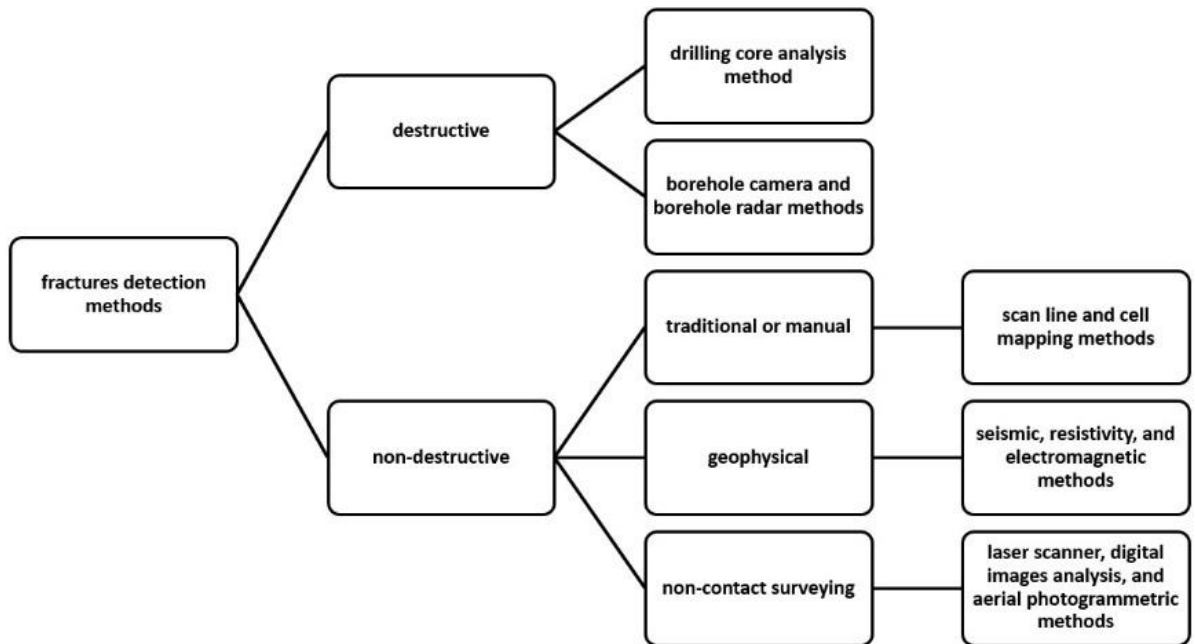 fractures detection
methods
destructive
drilling core analysis
method
borehole camera and
borehole radar methods
non-destructive
traditional or manual
scan line and cell
mapping methods
geophysical
seismic, resistivity, and
electromagnetic
methods
non-contact surveying
laser scanner, digital
images analysis, and
aerial photogrammetric
methods